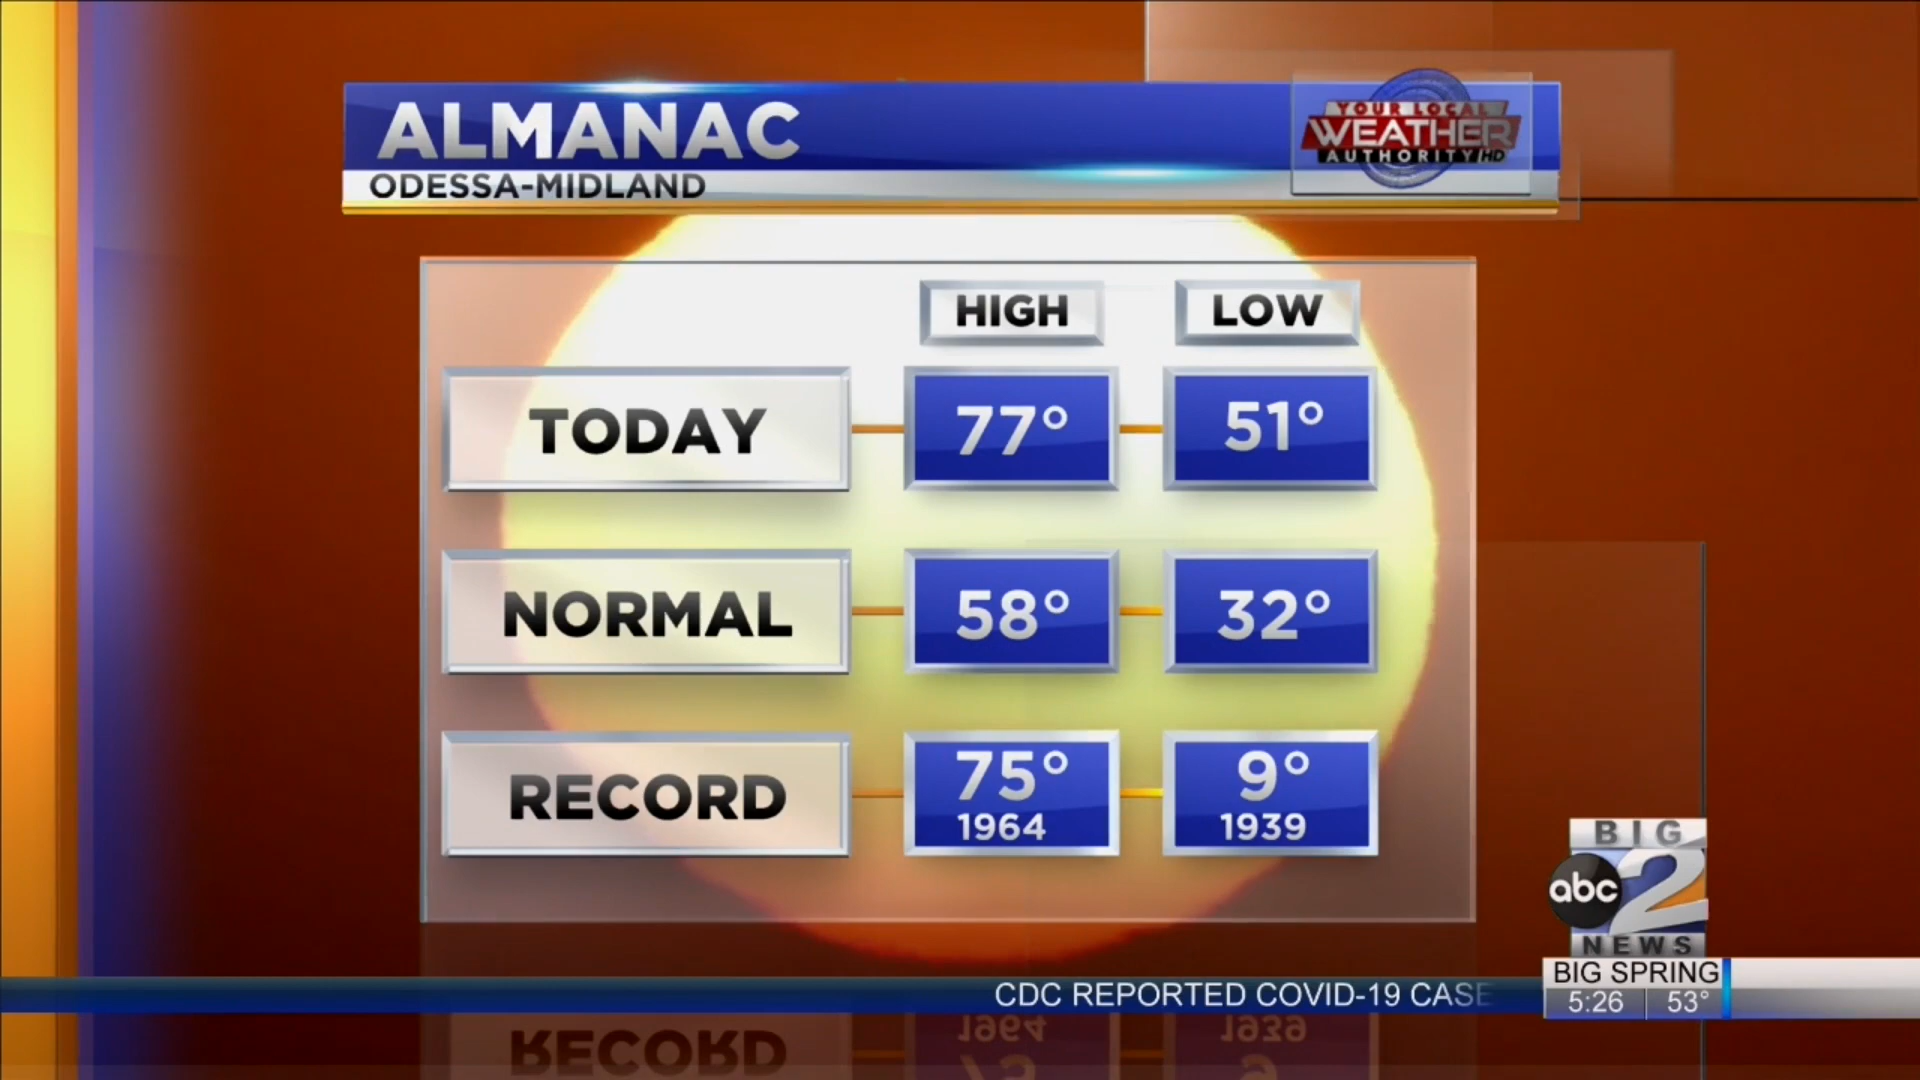 ALMANAC
ODESSA-MIDLAND
YOUR LOCAL
WEATHER
AUTHORITY HD
HIGH LOW
TODAY 77° 51°
NORMAL 58° 32°
RECORD 75° 9°
1964 1939
BIG
abc 2
NEWS
BIG SPRING
CDC REPORTED COVID-19 CASE
5:26 53°